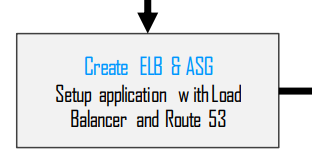 Create ELB & ASG
Setup application with Load
Balancer and Route 53